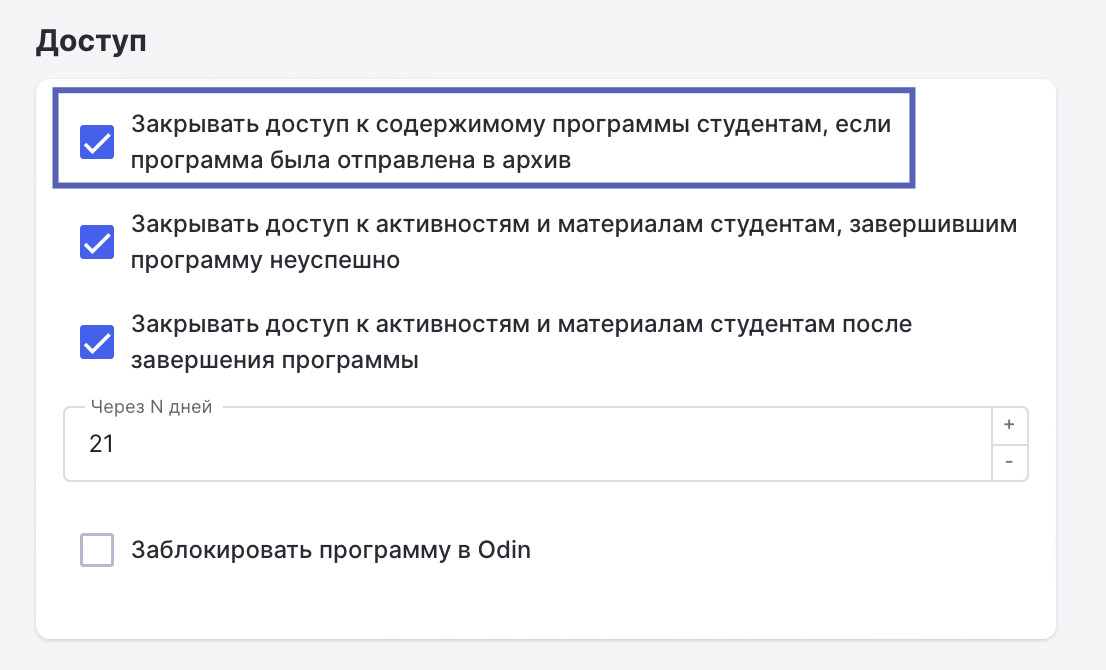 Доступ
Закрывать доступ к содержимому программы студентам, если
программа была отправлена в архив
Закрывать доступ к активностям и материалам студентам, завершившим
программу неуспешно
Закрывать доступ к активностям и материалам студентам после
завершения программы
Через N дней
21
+
-
Заблокировать программу в Odin